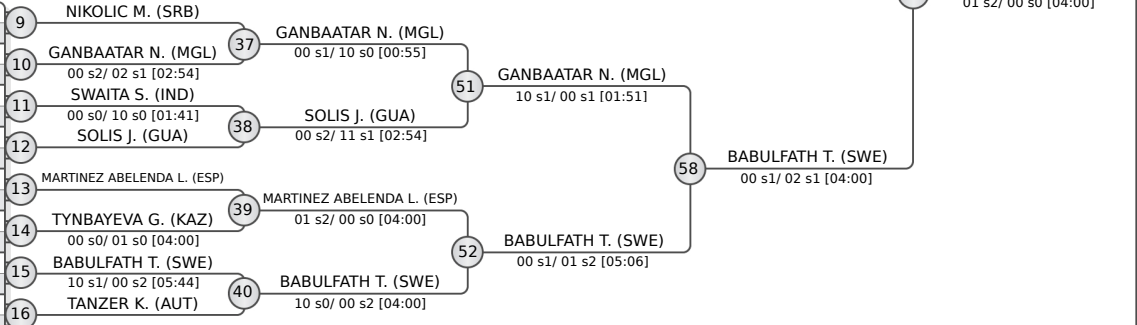 9
NIKOLIC M. (SRB)
37
GANBAATAR N. (MGL)
00 s1/ 10 s0 [00:55]
10
GANBAATAR N. (MGL)
00 s2/ 02 s1 [02:54]
51
GANBAATAR N. (MGL)
10 s1/ 00 s1 [01:51]
11
SWAITA S. (IND)
00 s0/ 10 s0 [01:41]
38
SOLIS J. (GUA)
00 s2/ 11 s1 [02:54]
12
SOLIS J. (GUA)
58
BABULFATH T. (SWE)
00 s1/ 02 s1 [04:00]
01 s2/ 00 s0 [04:00]
13
MARTINEZ ABELENDA L. (ESP)
39
MARTINEZ ABELENDA L. (ESP)
01 s2/ 00 s0 [04:00]
14
TYNBAYEVA G. (KAZ)
00 s0/ 01 s0 [04:00]
52
BABULFATH T. (SWE)
00 s1/ 01 s2 [05:06]
15
BABULFATH T. (SWE)
10 s1/ 00 s2 [05:44]
40
BABULFATH T. (SWE)
10 s0/ 00 s2 [04:00]
16
TANZER K. (AUT)